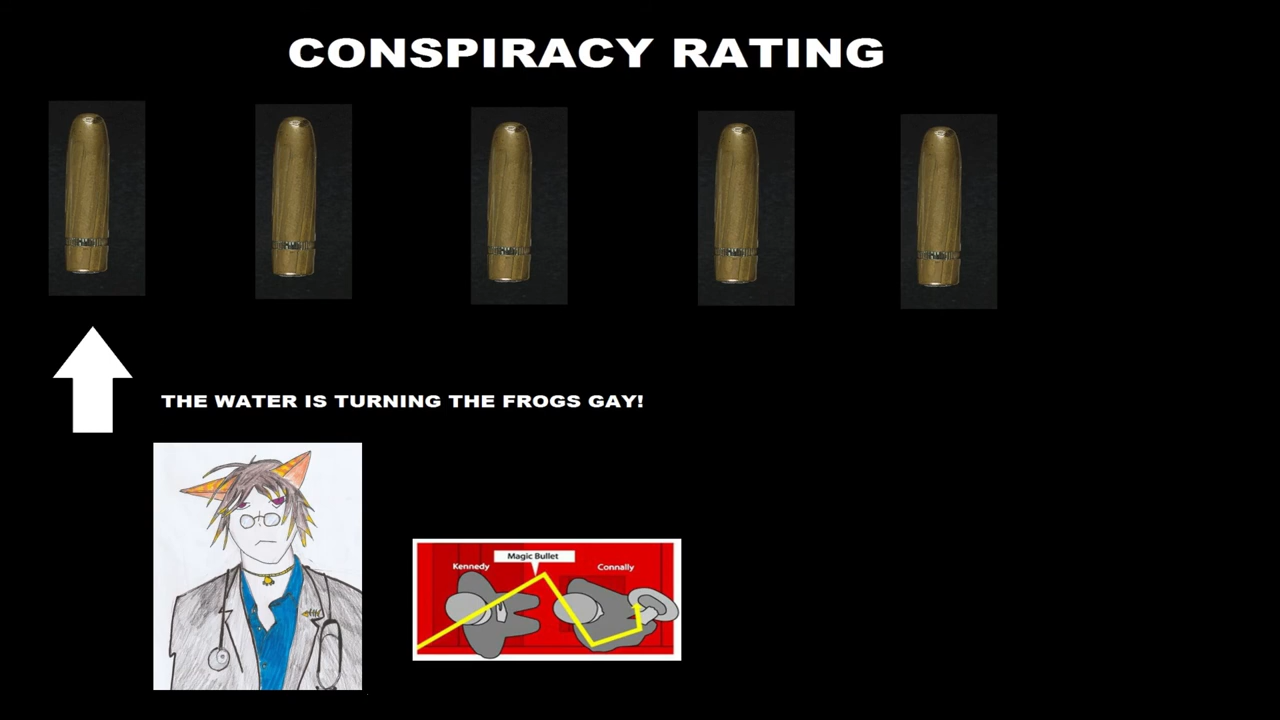 CONSPIRACY RATING
THE WATER IS TURNING THE FROGS GAY!
Magic Bullet
Kennedy
Connally